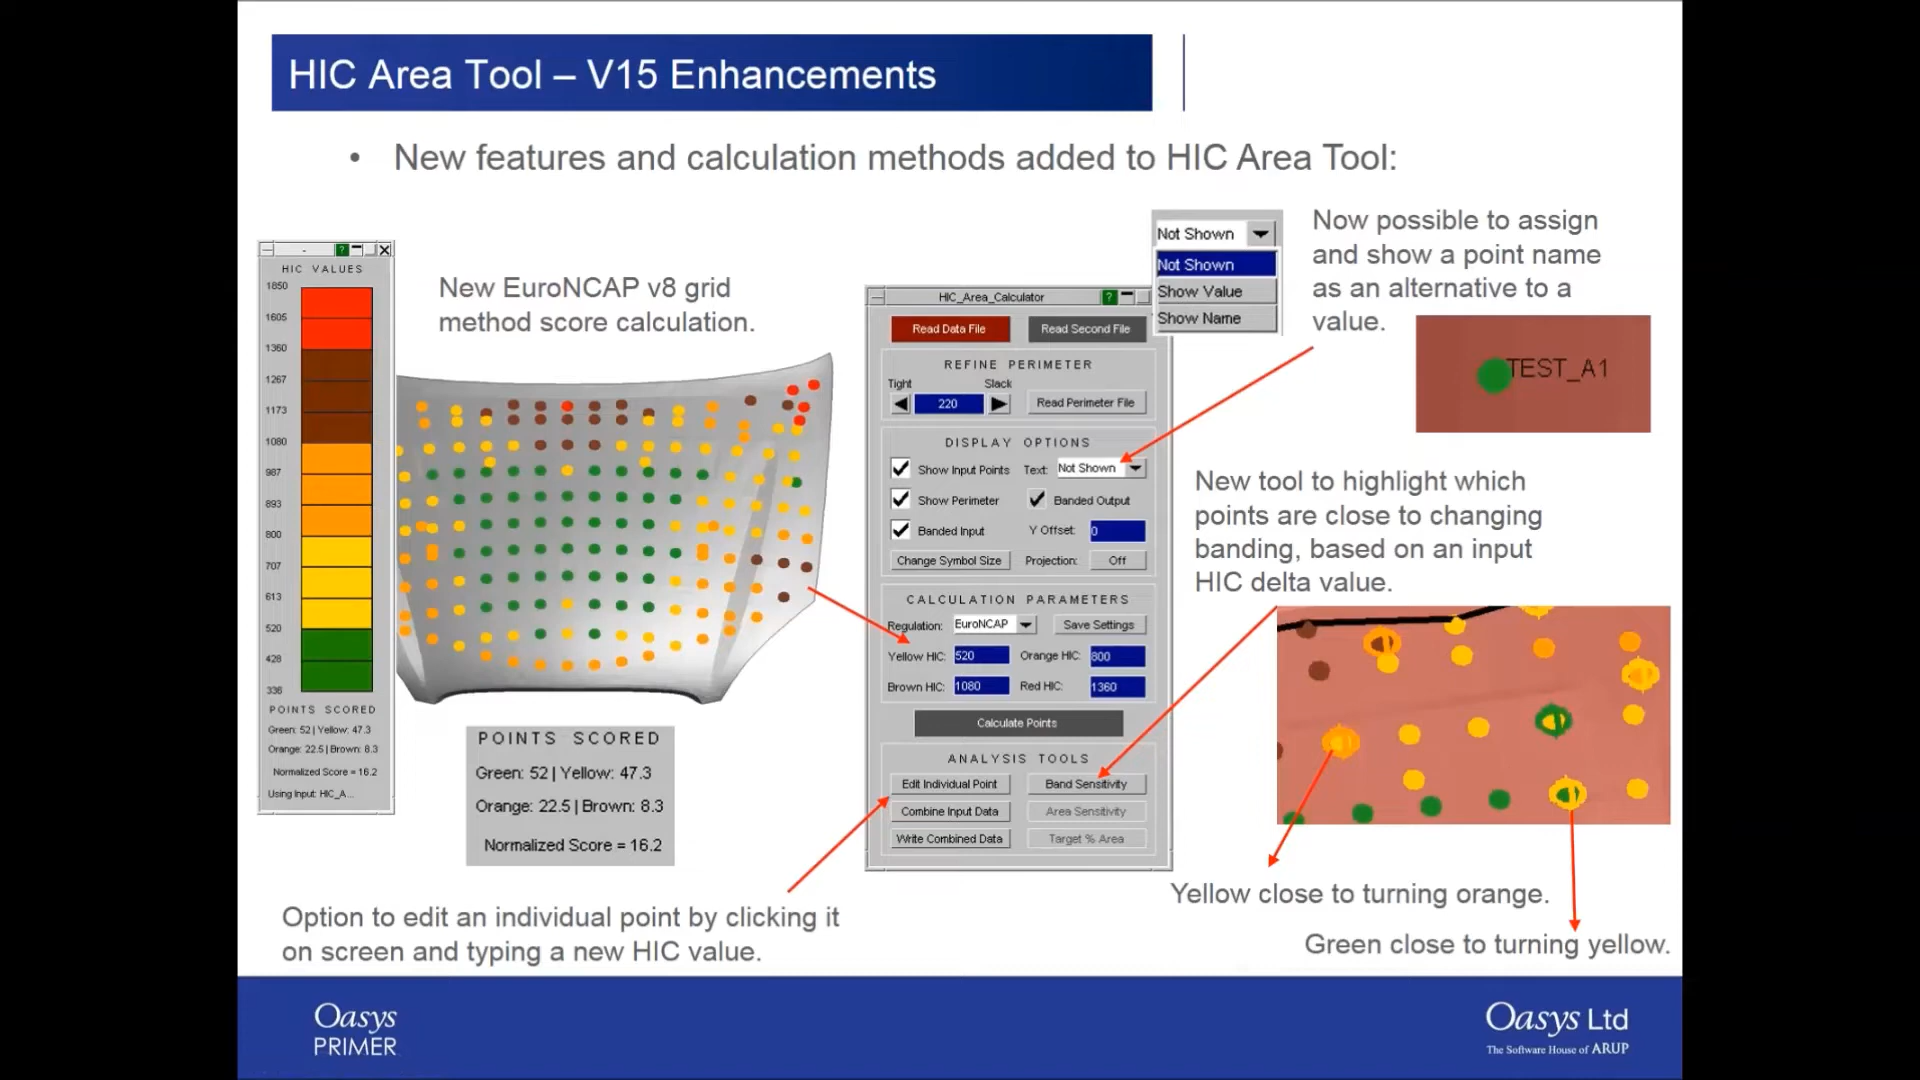 HIC Area Tool – V15 Enhancements
• New features and calculation methods added to HIC Area Tool:
HIC VALUES
1850
1605
1360
1267
1173
1080
987
893
800
707
613
520
428
336
POINTS SCORED
Green: 52 | Yellow: 47.3
Orange: 22.5 | Brown: 8.3
Normalized Score = 16.2
Using Input: HIC_A...
New EuroNCAP v8 grid
method score calculation.
POINTS SCORED
Green: 52 | Yellow: 47.3
Orange: 22.5 | Brown: 8.3
Normalized Score = 16.2
Option to edit an individual point by clicking it
on screen and typing a new HIC value.
HIC_Area_Calculator
Read Data File Read Second File
REFINE PERIMETER
Tight Slack
220 Read Perimeter File
DISPLAY OPTIONS
Show Input Points Text: Not Shown
Show Perimeter Banded Output
Banded Input Y Offset: 0
Change Symbol Size Projection: Off
CALCULATION PARAMETERS
Regulation: EuroNCAP Save Settings
Yellow HIC: 520 Orange HIC: 800
Brown HIC: 1080 Red HIC: 1360
Calculate Points
ANALYSIS TOOLS
Edit Individual Point Band Sensitivity
Combine Input Data Area Sensitivity
Write Combined Data Target % Area
Not Shown
Not Shown
Show Value
Show Name
Now possible to assign
and show a point name
as an alternative to a
value.
TEST_A1
New tool to highlight which
points are close to changing
banding, based on an input
HIC delta value.
Yellow close to turning orange.
Green close to turning yellow.
Oasys
PRIMER
Oasys Ltd
The Software House of ARUP